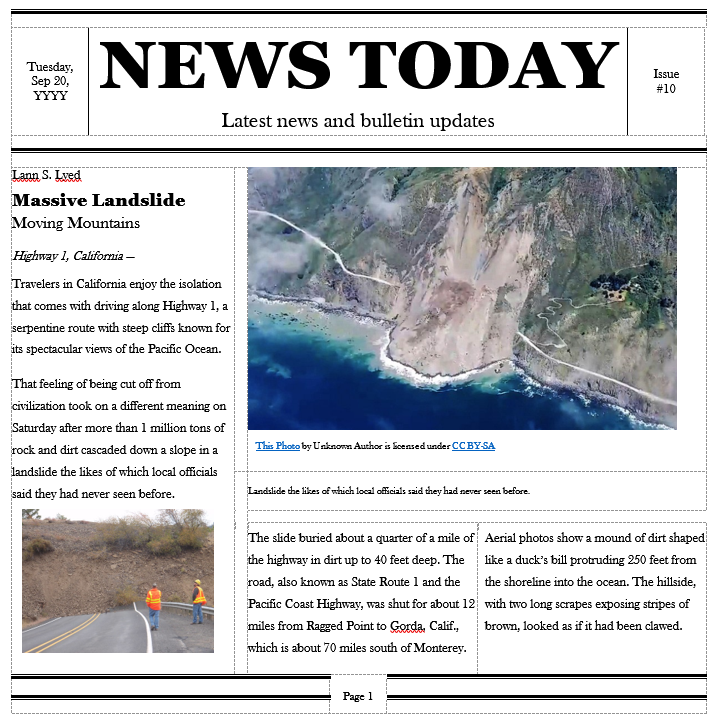 Tuesday,
Sep 20,
YYYY
NEWS TODAY
Latest news and bulletin updates
Issue
#10
Lann S. Lyed
Massive Landslide
Moving Mountains
Highway 1, California —
Travelers in California enjoy the isolation
that comes with driving along Highway 1, a
serpentine route with steep cliffs known for
its spectacular views of the Pacific Ocean.
That feeling of being cut off from
civilization took on a different meaning on
Saturday after more than 1 million tons of
rock and dirt cascaded down a slope in a
landslide the likes of which local officials
said they had never seen before.
This Photo by Unknown Author is licensed under CC BY-SA
Landslide the likes of which local officials said they had never seen before.
The slide buried about a quarter of a mile of
the highway in dirt up to 40 feet deep. The
road, also known as State Route 1 and the
Pacific Coast Highway, was shut for about 12
miles from Ragged Point to Gorda, Calif.,
which is about 70 miles south of Monterey.
Aerial photos show a mound of dirt shaped
like a duck’s bill protruding 250 feet from
the shoreline into the ocean. The hillside,
with two long scrapes exposing stripes of
brown, looked as if it had been clawed.
Page 1